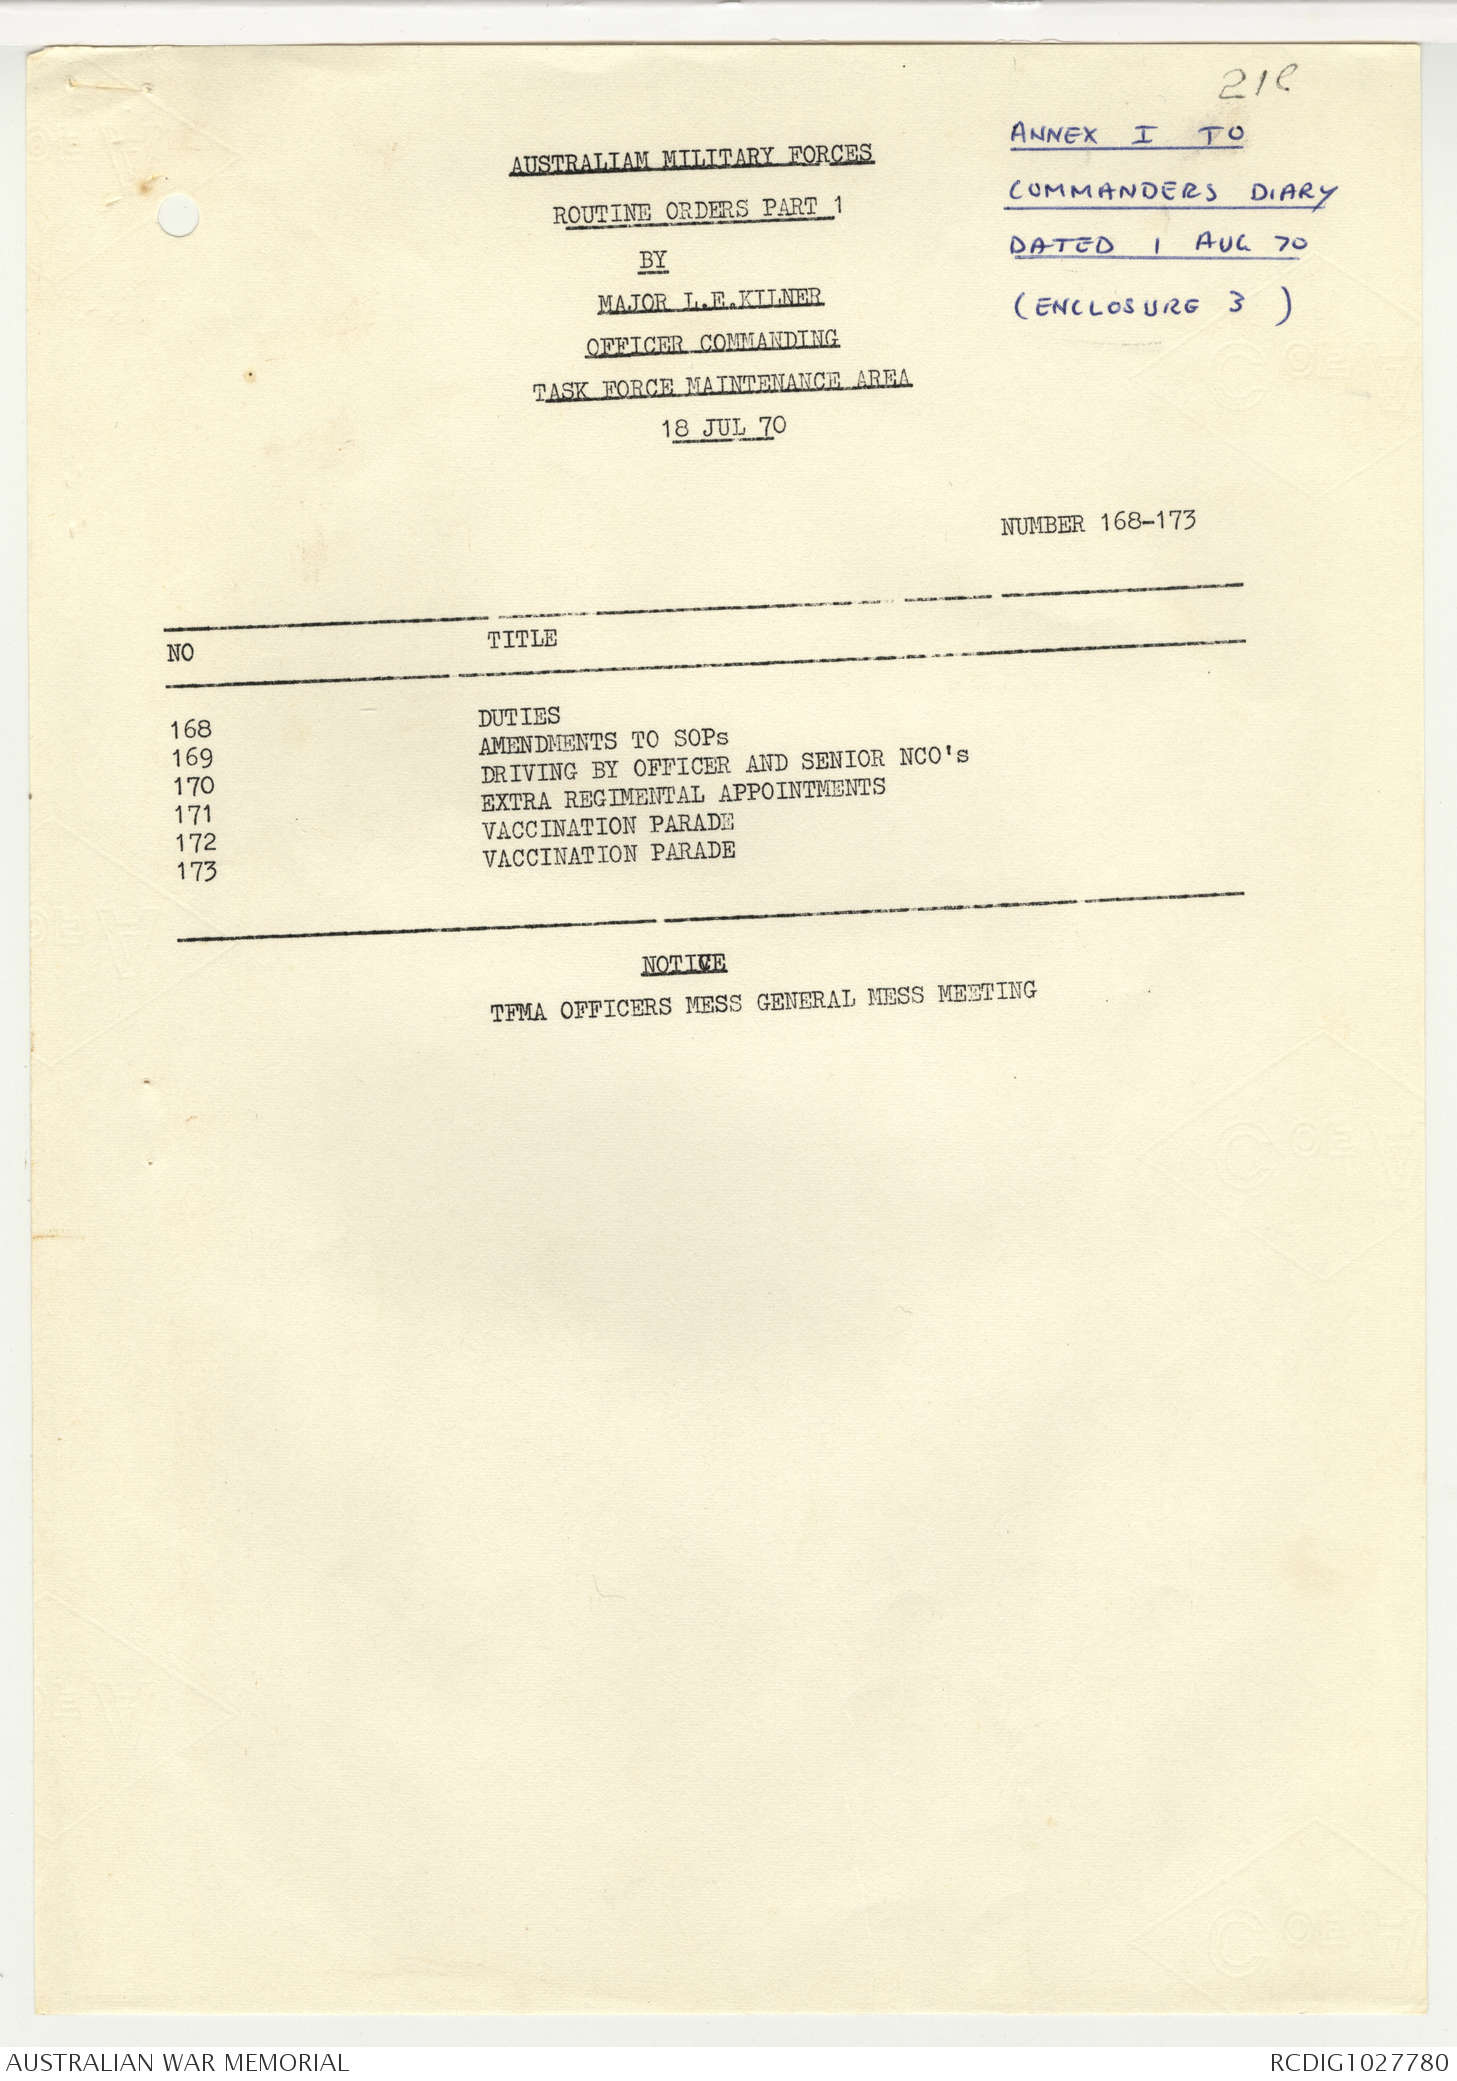 ANNEX I TO
COMMANDERS DIARY
DATED 1 AUG 70
(ENCLOSURE 3)
AUSTRALIAM MILITARY FORCES
ROUTINE ORDERS PART 1
BY
MAJOR L.E.KILNER
OFFICER COMMANDING
TASK FORCE MAINTENANCE AREA
18 JUL 70
NUMBER 168-173
NO TITLE
168 DUTIES
169 AMENDMENTS TO SOPs
170 DRIVING BY OFFICER AND SENIOR NCO's
171 EXTRA REGIMENTAL APPOINTMENTS
172 VACCINATION PARADE
173 VACCINATION PARADE
NOTICE
TFMA OFFICERS MESS GENERAL MESS MEETING
AUSTRALIAN WAR MEMORIAL
RCDIG1027780